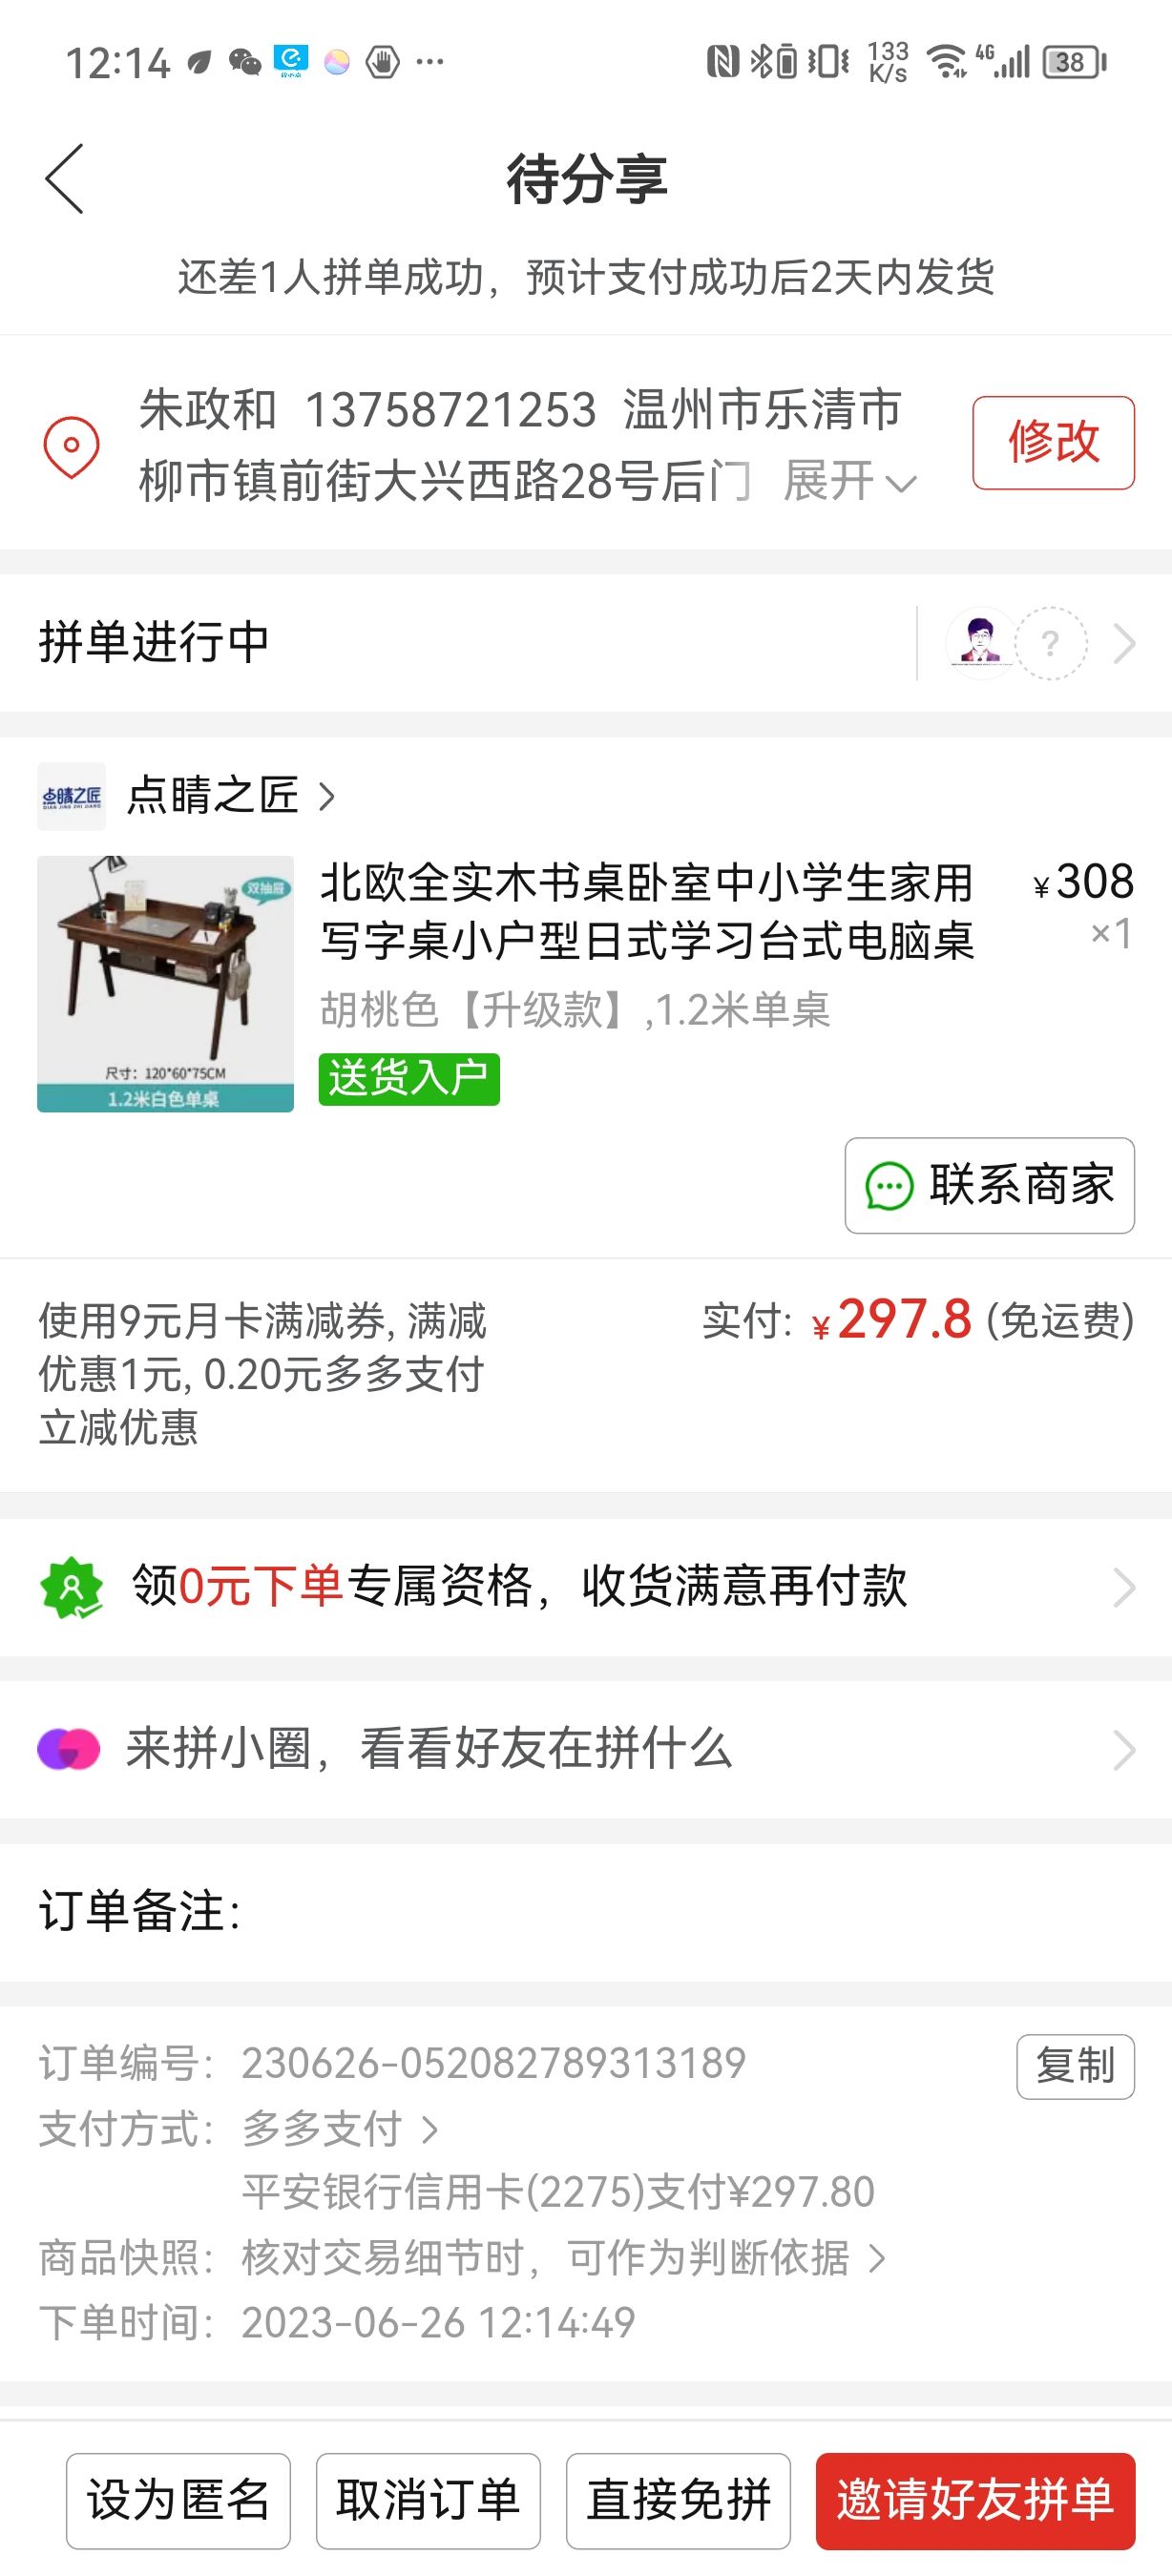 12:14
133
K/s
4G
38
待分享
还差1人拼单成功，预计支付成功后2天内发货
朱政和 13758721253 温州市乐清市
柳市镇前街大兴西路28号后门 展开
修改
拼单进行中
?
点睛之匠
DIAN JING ZHI JIANG
点睛之匠
双抽屉
尺寸：120*60*75CM
1.2米白色单桌
北欧全实木书桌卧室中小学生家用
写字桌小户型日式学习台式电脑桌
¥308
×1
胡桃色【升级款】,1.2米单桌
送货入户
联系商家
使用9元月卡满减券, 满减
优惠1元, 0.20元多多支付
立减优惠
实付: ¥297.8 (免运费)
领0元下单专属资格，收货满意再付款
来拼小圈，看看好友在拼什么
订单备注:
订单编号: 230626-052082789313189
复制
支付方式: 多多支付
平安银行信用卡(2275)支付¥297.80
商品快照: 核对交易细节时，可作为判断依据
下单时间: 2023-06-26 12:14:49
设为匿名
取消订单
直接免拼
邀请好友拼单